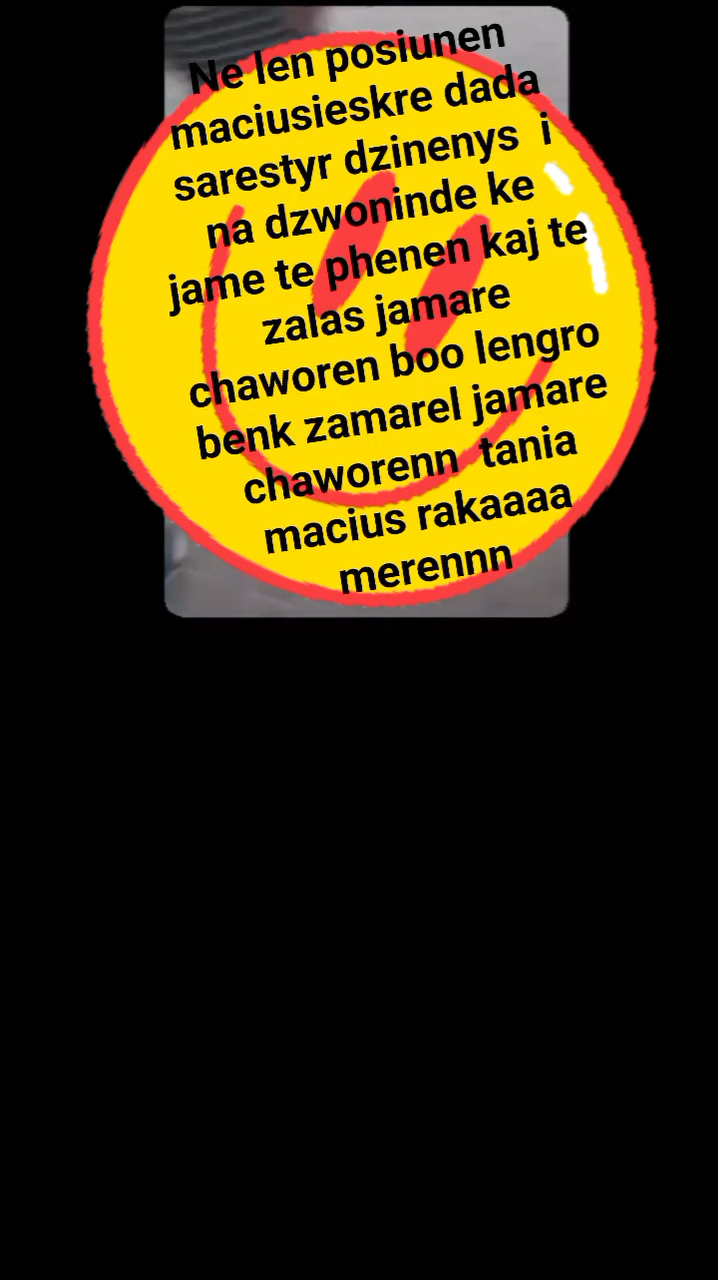 Ne len posiunen
maciusieskre dada
sarestyr dzinenys i
na dzwoninde ke
jame te phenen kaj te
zalas jamare
chaworen boo lengro
benk zamarel jamare
chaworenn tania
macius rakaaaa
merennn